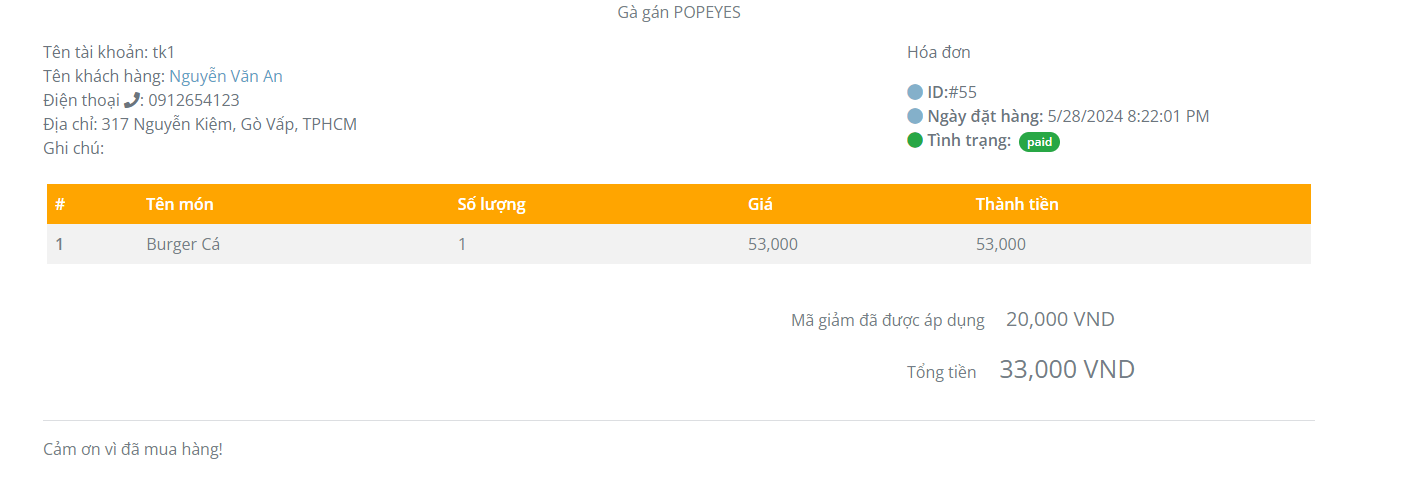 Gà gán POPEYES
Tên tài khoản: tk1
Tên khách hàng: Nguyễn Văn An
Điện thoại : 0912654123
Địa chỉ: 317 Nguyễn Kiệm, Gò Vấp, TPHCM
Ghi chú:
Hóa đơn
ID:#55
Ngày đặt hàng: 5/28/2024 8:22:01 PM
Tình trạng: paid
# Tên món Số lượng Giá Thành tiền
1 Burger Cá 1 53,000 53,000
Mã giảm đã được áp dụng 20,000 VND
Tổng tiền 33,000 VND
Cảm ơn vì đã mua hàng!